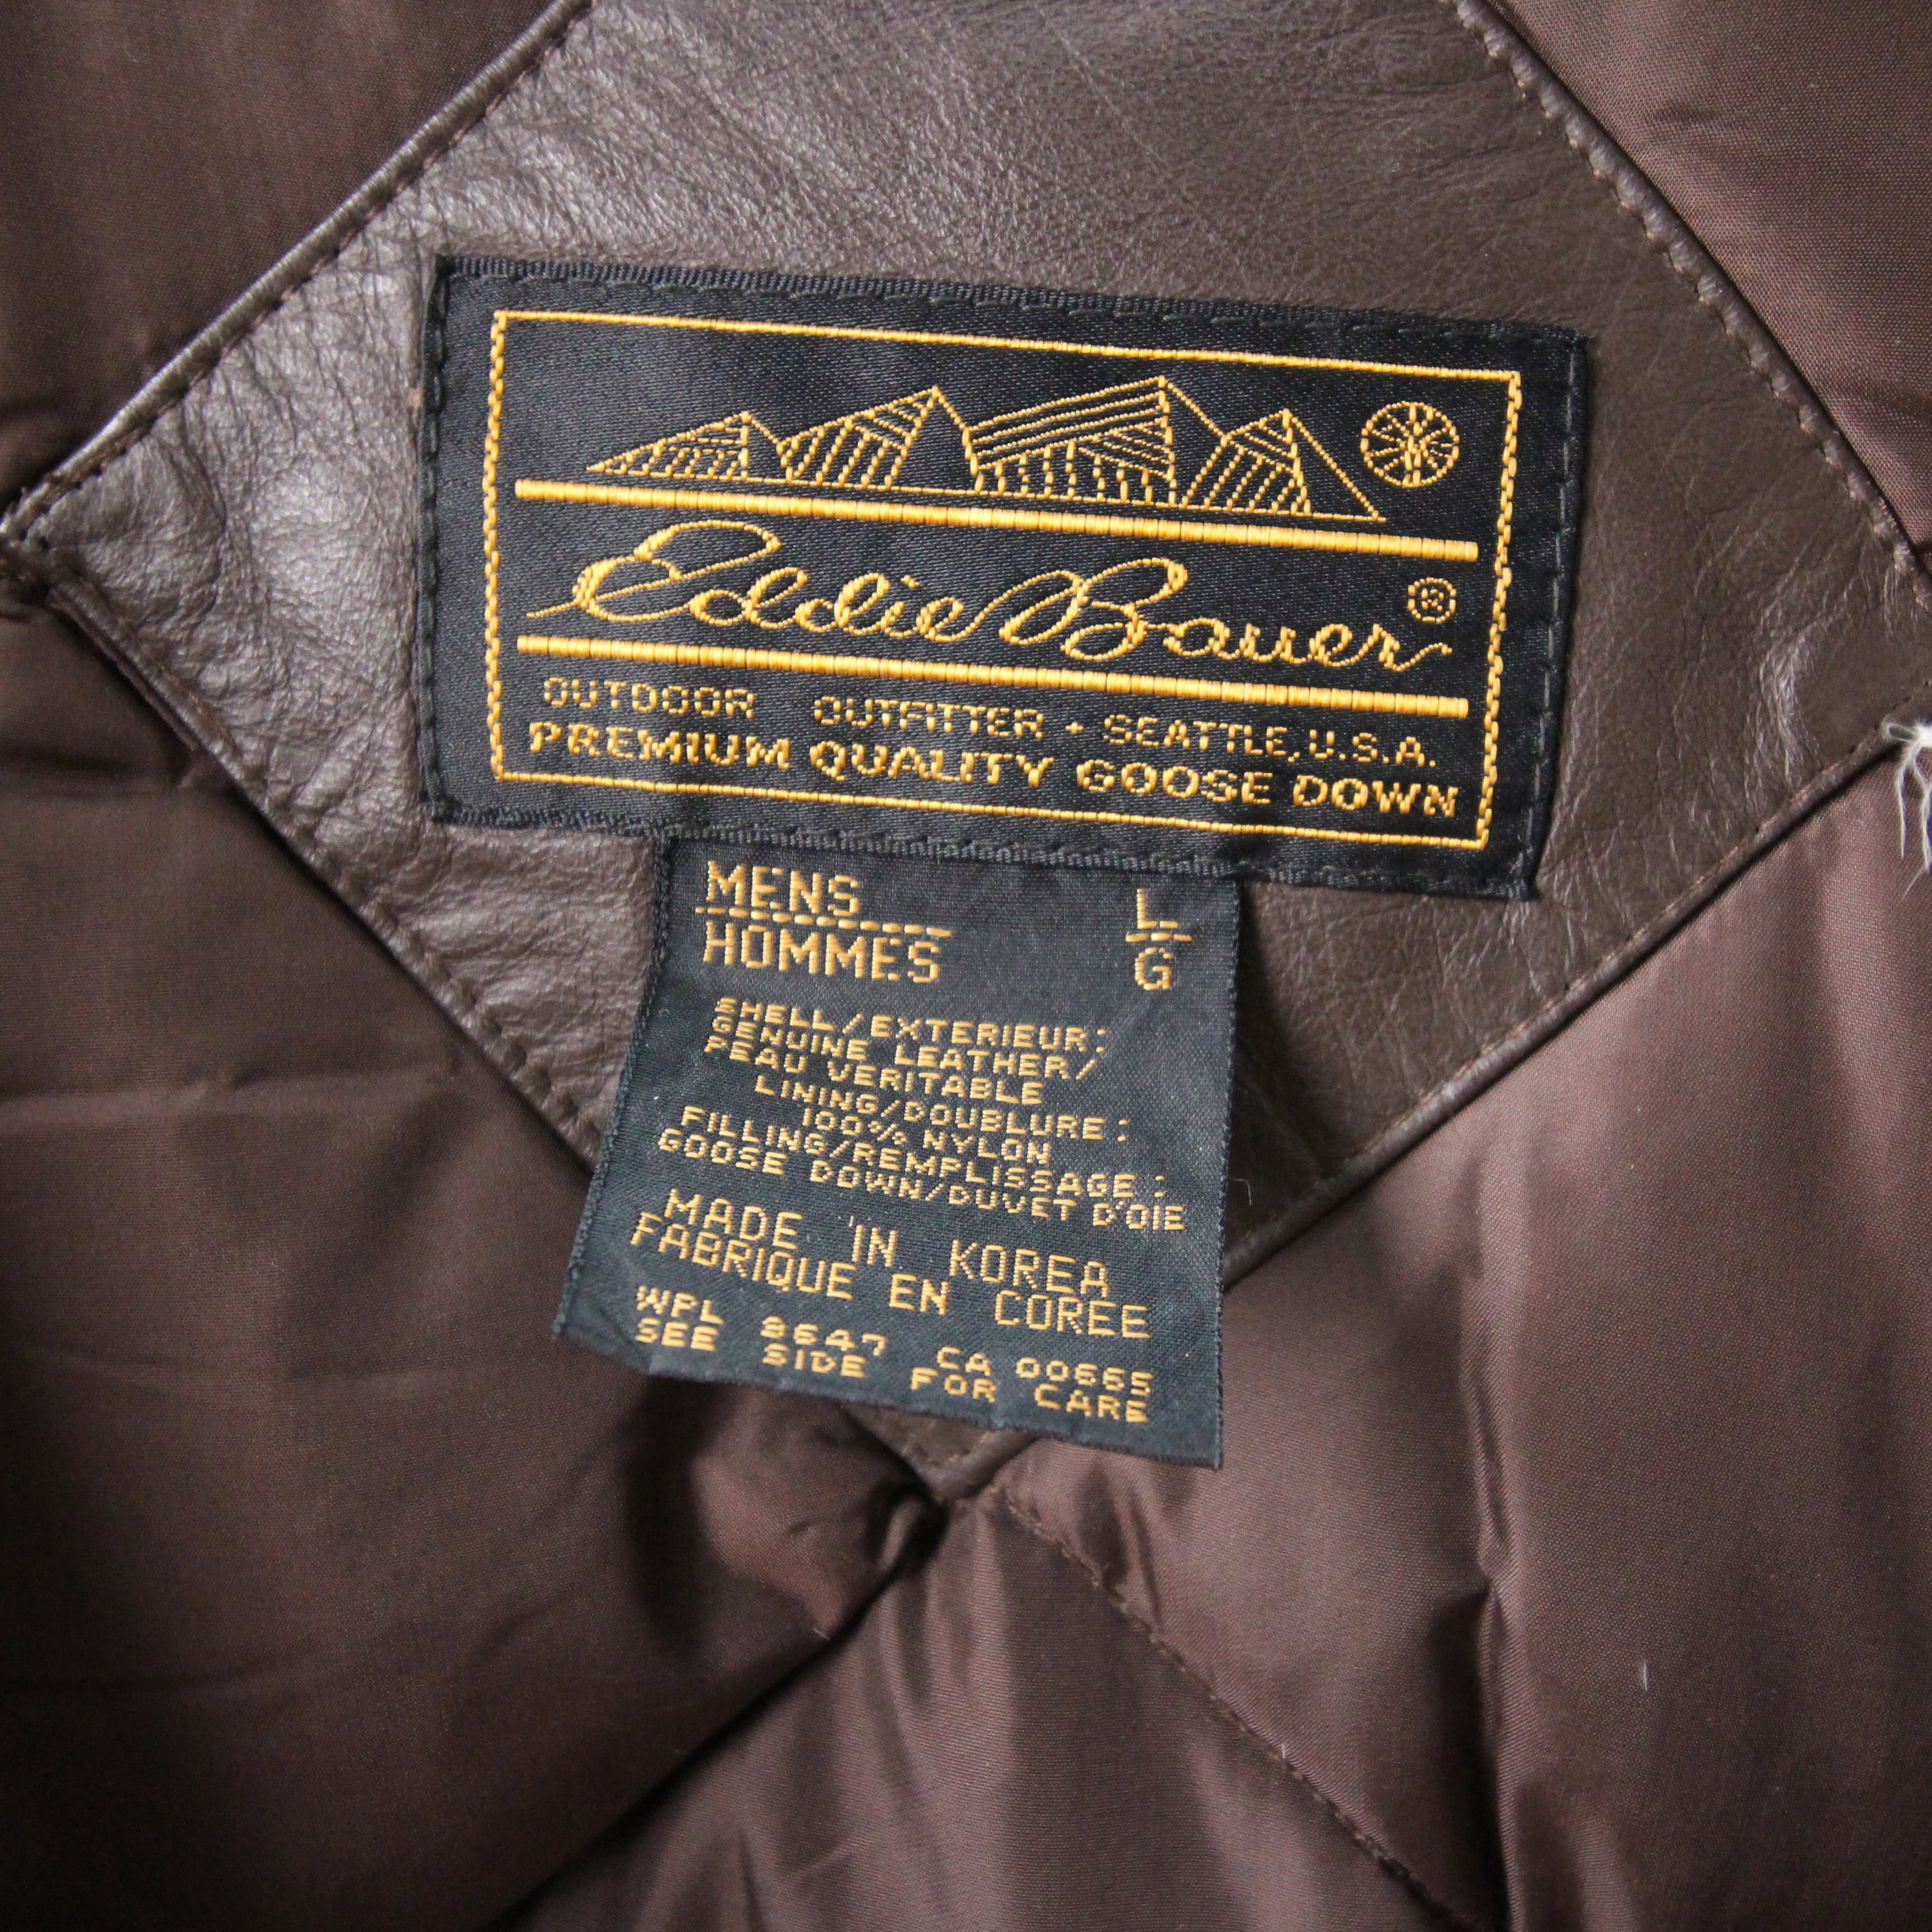 Eddie Bauer ®
OUTDOOR OUTFITTER • SEATTLE, U.S.A.
PREMIUM QUALITY GOOSE DOWN
MENS L
HOMMES G
SHELL/EXTERIEUR:
GENUINE LEATHER/
PEAU VERITABLE
LINING/DOUBLURE:
100% NYLON
FILLING/REMPLISSAGE:
GOOSE DOWN/DUVET D'OIE
MADE IN KOREA
FABRIQUE EN COREE
WPL 8647 CA 00665
SEE SIDE FOR CARE